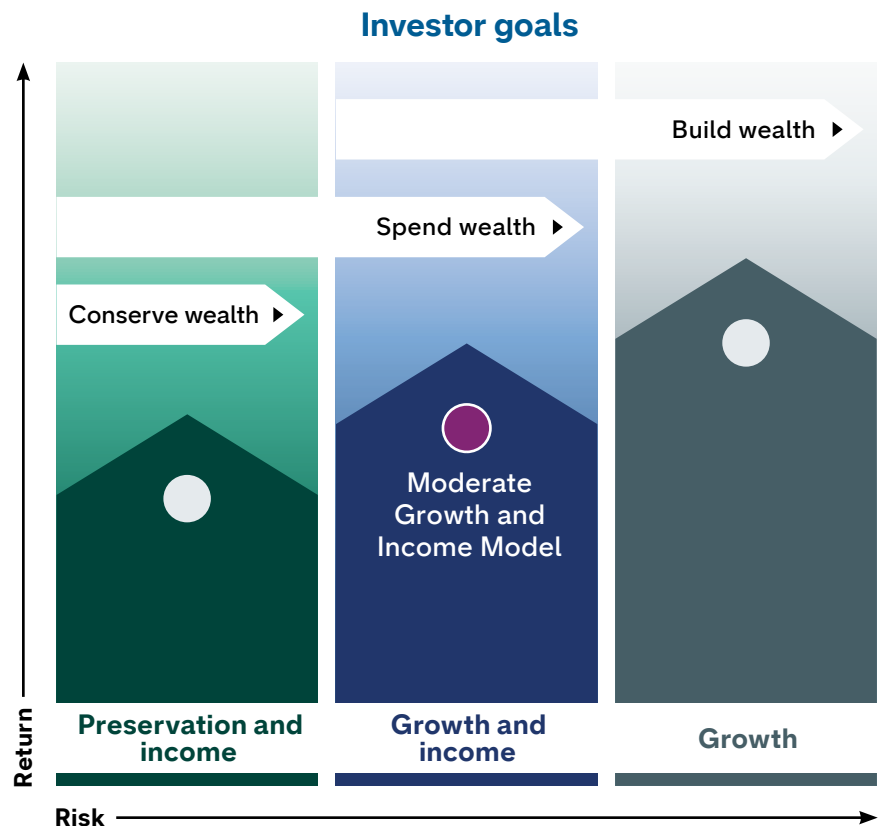 Investor goals
Build wealth
Spend wealth
Conserve wealth
Moderate
Growth and
Income Model
Return
Preservation and
income
Growth and
income
Growth
Risk